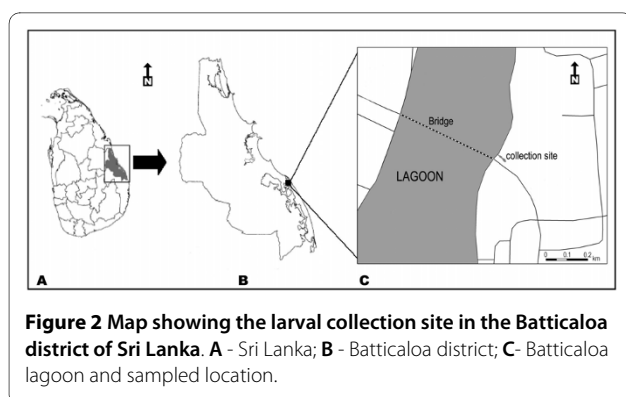 N
N
Bridge
collection site
LAGOON
0 0.1 0.2
km
A
B
C
Figure 2 Map showing the larval collection site in the Batticaloa
district of Sri Lanka. A - Sri Lanka; B - Batticaloa district; C- Batticaloa
lagoon and sampled location.